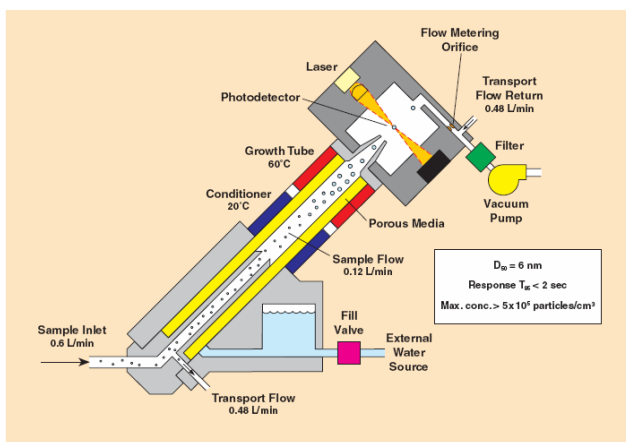 Flow Metering
Orifice
Laser
Transport
Flow Return
0.48 L/min
Photodetector
Filter
Growth Tube
60°C
Vacuum
Pump
Conditioner
20°C
Porous Media
Sample Flow
0.12 L/min
D50 = 6 nm
Response T95 < 2 sec
Max. conc. > 5x10⁵ particles/cm³
Fill
Valve
Sample Inlet
0.6 L/min
External
Water
Source
Transport Flow
0.48 L/min